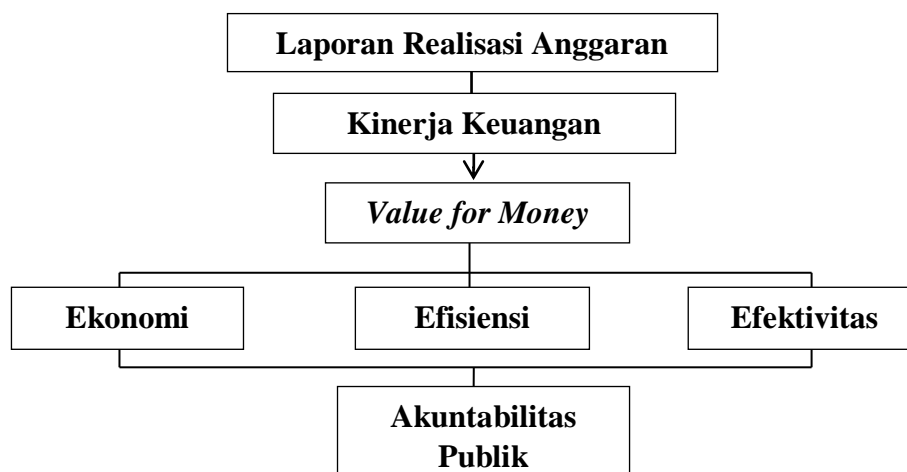 Laporan Realisasi Anggaran
Kinerja Keuangan
Value for Money
Ekonomi
Efisiensi
Efektivitas
Akuntabilitas
Publik